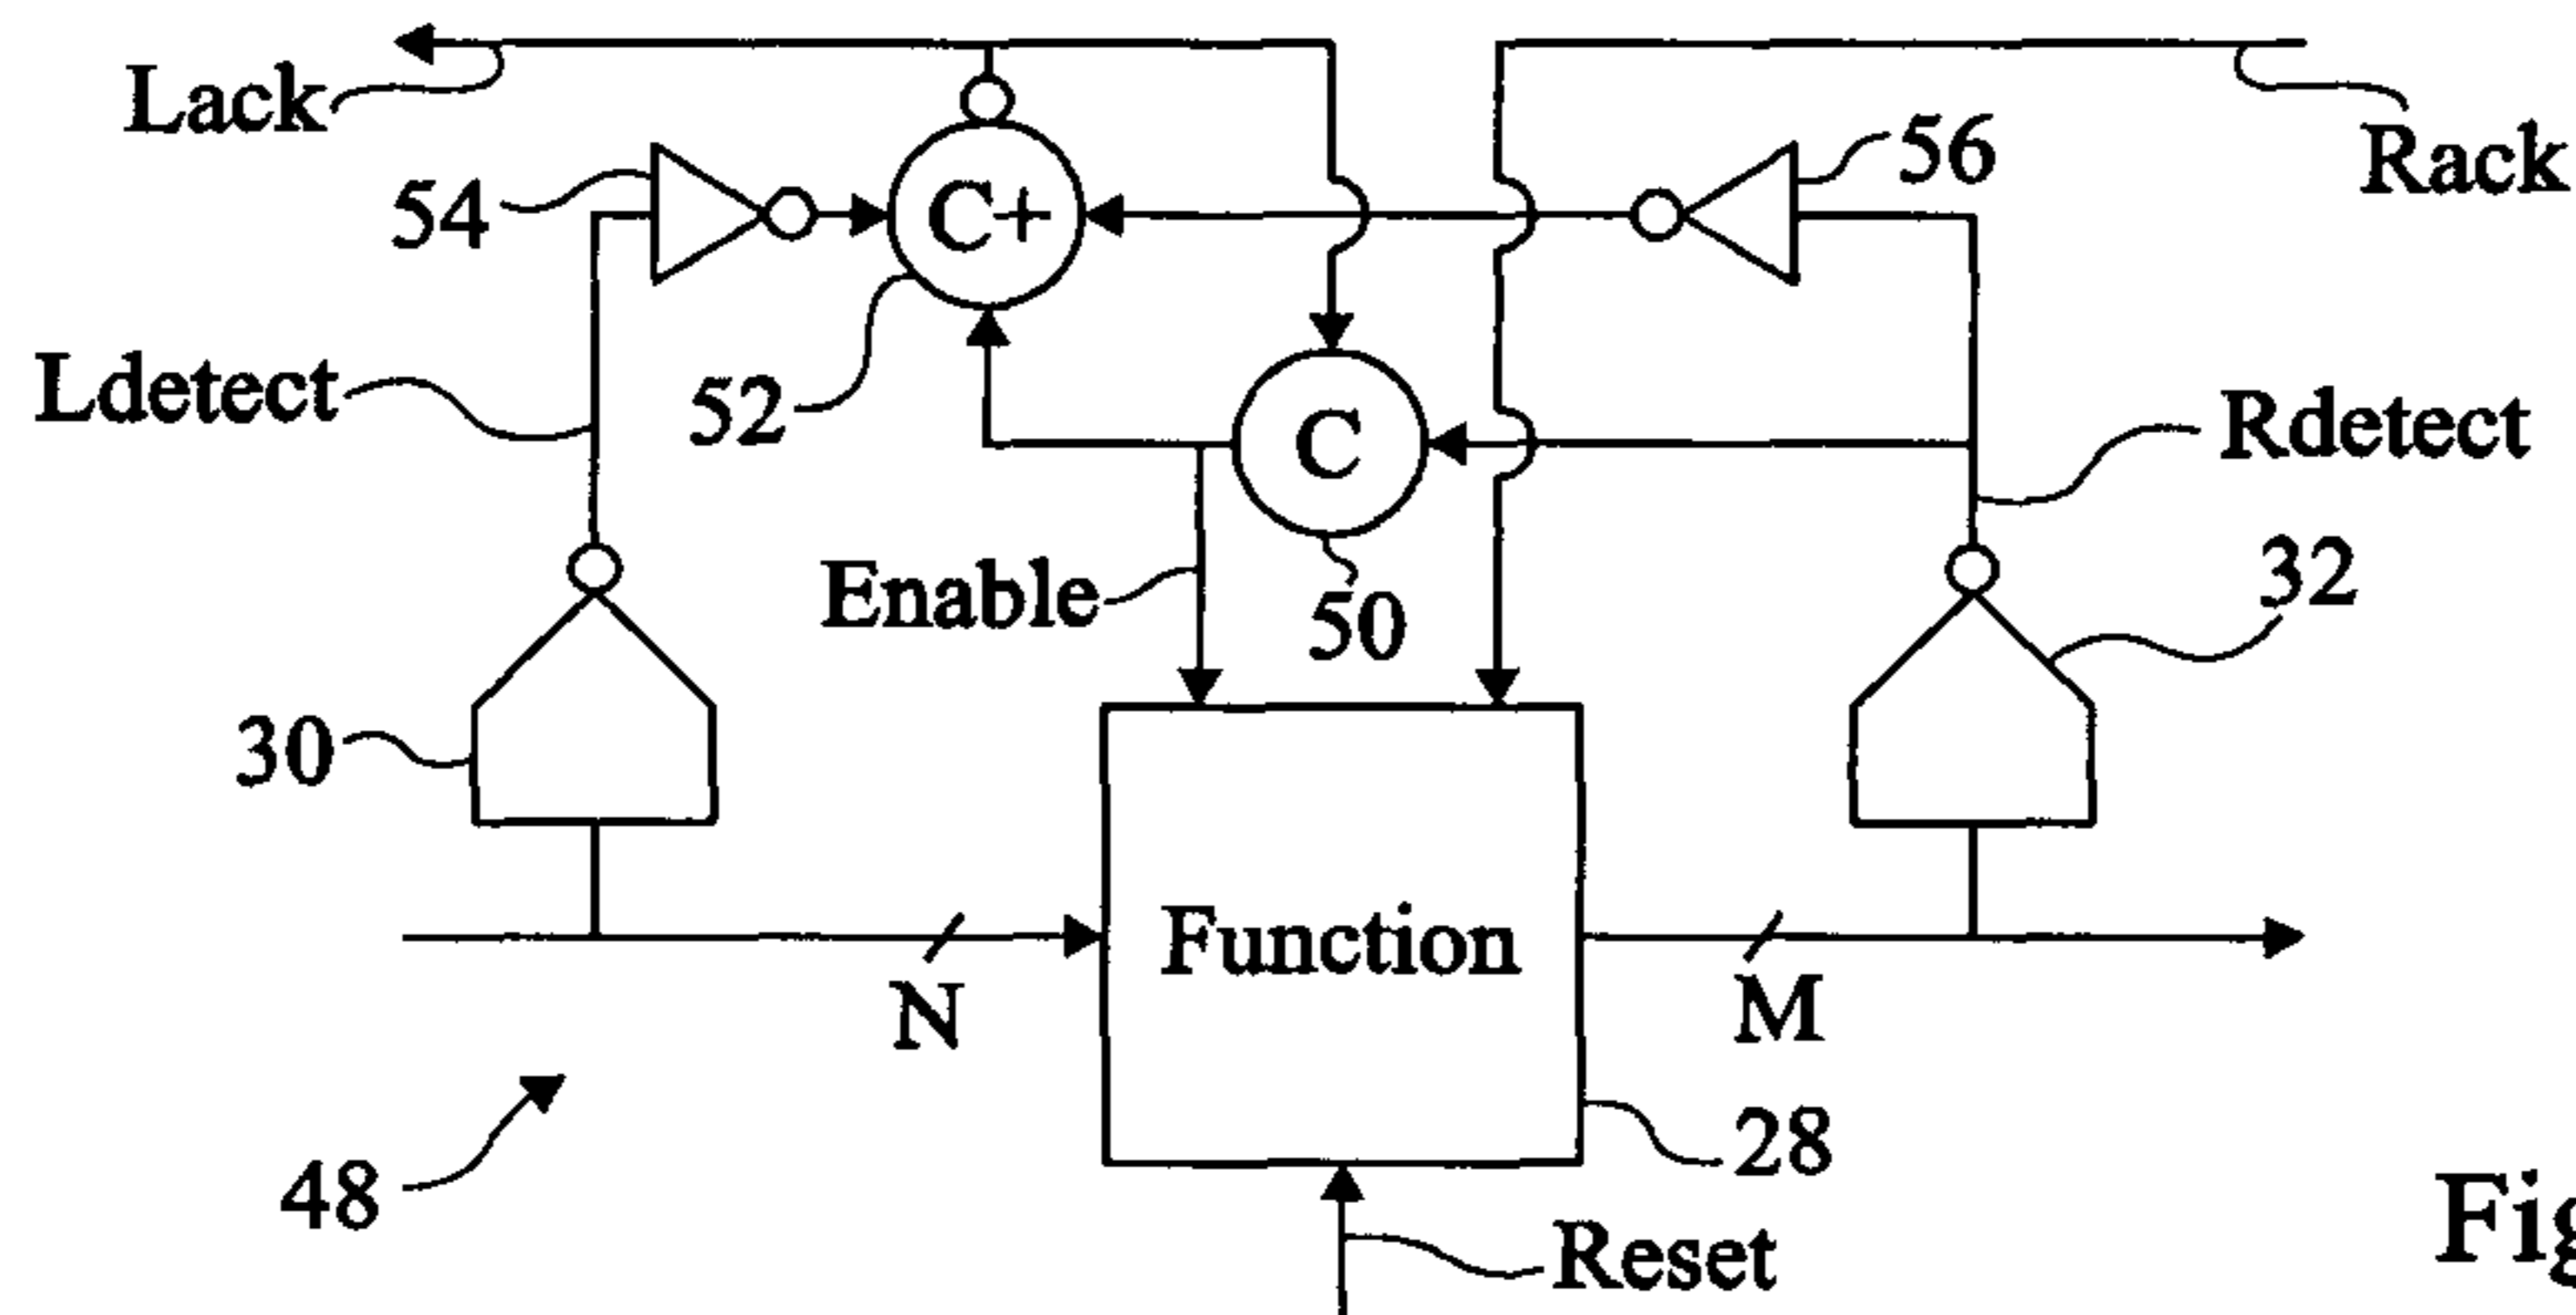 Lack
Rack
54
C+
56
Ldetect
52
C
Rdetect
Enable
50
32
30
Function
N
M
48
28
Reset
Fig